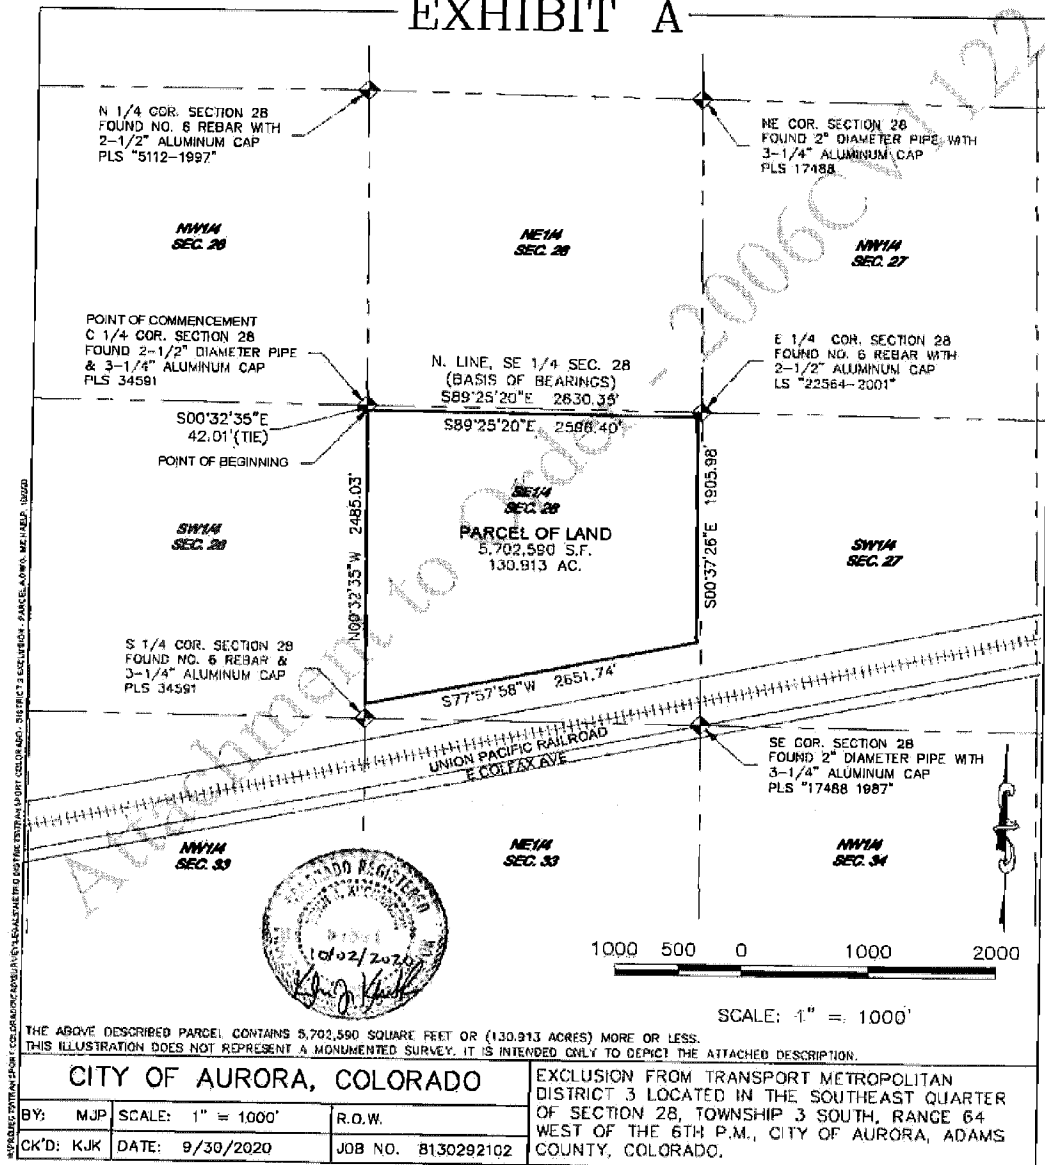 EXHIBIT A
N 1/4 COR. SECTION 28
FOUND NO. 6 REBAR WITH
2-1/2" ALUMINUM CAP
PLS "5112-1997"
NE COR. SECTION 28
FOUND 2" DIAMETER PIPE WITH
3-1/4" ALUMINUM CAP
PLS 17488
NW1/4
SEC. 28
NE1/4
SEC. 28
NW1/4
SEC. 27
POINT OF COMMENCEMENT
C 1/4 COR. SECTION 28
FOUND 2-1/2" DIAMETER PIPE
& 3-1/4" ALUMINUM CAP
PLS 34591
N. LINE, SE 1/4 SEC. 28
(BASIS OF BEARINGS)
S89°25'20"E 2630.35'
E 1/4 COR. SECTION 28
FOUND NO. 6 REBAR WITH
2-1/2" ALUMINUM CAP
LS "22564-2001"
S00°32'35"E
42.01'(TIE)
S89°25'20"E 2596.40'
POINT OF BEGINNING
N00°32'35"W 2485.03'
S00°37'26"E 1905.98'
SE1/4
SEC. 28
PARCEL OF LAND
5,702,590 S.F.
130.913 AC.
SW1/4
SEC. 28
SW1/4
SEC. 27
S 1/4 COR. SECTION 28
FOUND NO. 6 REBAR &
3-1/4" ALUMINUM CAP
PLS 34591
S77°57'58"W 2651.74'
UNION PACIFIC RAILROAD
E COLFAX AVE
SE COR. SECTION 28
FOUND 2" DIAMETER PIPE WITH
3-1/4" ALUMINUM CAP
PLS "17488 1987"
NW1/4
SEC. 33
NE1/4
SEC. 33
NW1/4
SEC. 34
Attachment to Order - 2006CV1122
COLORADO REGISTERED
10/02/2020
1000 500 0 1000 2000
SCALE: 1" = 1000'
THE ABOVE DESCRIBED PARCEL CONTAINS 5,702,590 SQUARE FEET OR (130.913 ACRES) MORE OR LESS.
THIS ILLUSTRATION DOES NOT REPRESENT A MONUMENTED SURVEY. IT IS INTENDED ONLY TO DEPICT THE ATTACHED DESCRIPTION.
CITY OF AURORA, COLORADO
BY: MJP SCALE: 1" = 1000' R.O.W.
CK'D: KJK DATE: 9/30/2020 JOB NO. 8130292102
EXCLUSION FROM TRANSPORT METROPOLITAN
DISTRICT 3 LOCATED IN THE SOUTHEAST QUARTER
OF SECTION 28, TOWNSHIP 3 SOUTH, RANGE 64
WEST OF THE 6TH P.M., CITY OF AURORA, ADAMS
COUNTY, COLORADO.